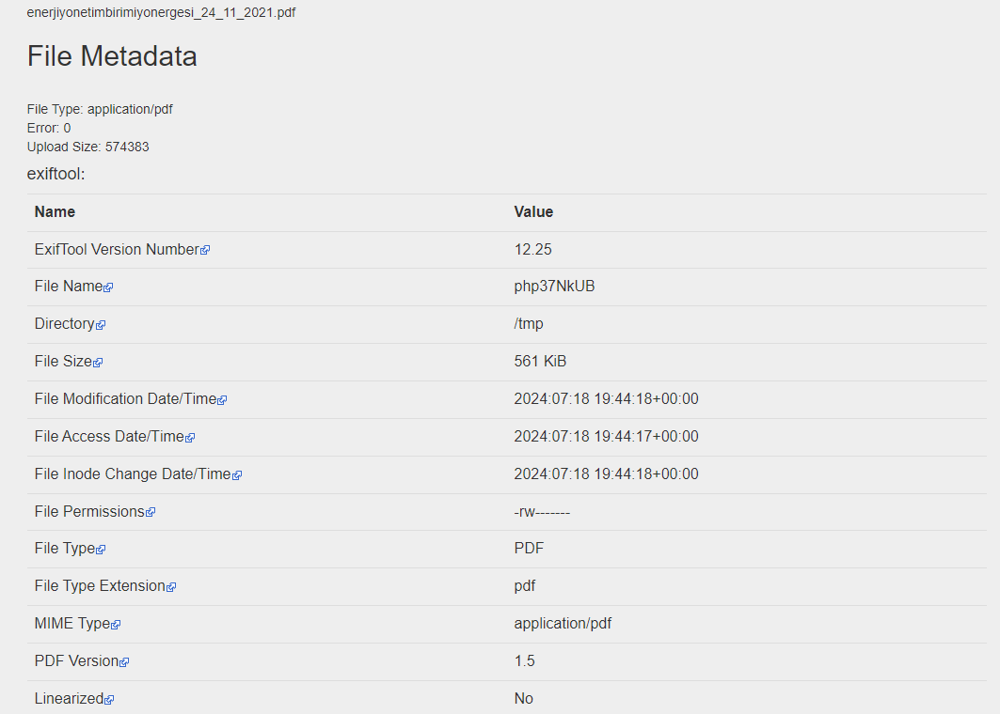 enerjiyonetimbirimiyonergesi_24_11_2021.pdf
File Metadata
File Type: application/pdf
Error: 0
Upload Size: 574383
exiftool:
Name Value
ExifTool Version Number 12.25
File Name php37NkUB
Directory /tmp
File Size 561 KiB
File Modification Date/Time 2024:07:18 19:44:18+00:00
File Access Date/Time 2024:07:18 19:44:17+00:00
File Inode Change Date/Time 2024:07:18 19:44:18+00:00
File Permissions -rw-------
File Type PDF
File Type Extension pdf
MIME Type application/pdf
PDF Version 1.5
Linearized No